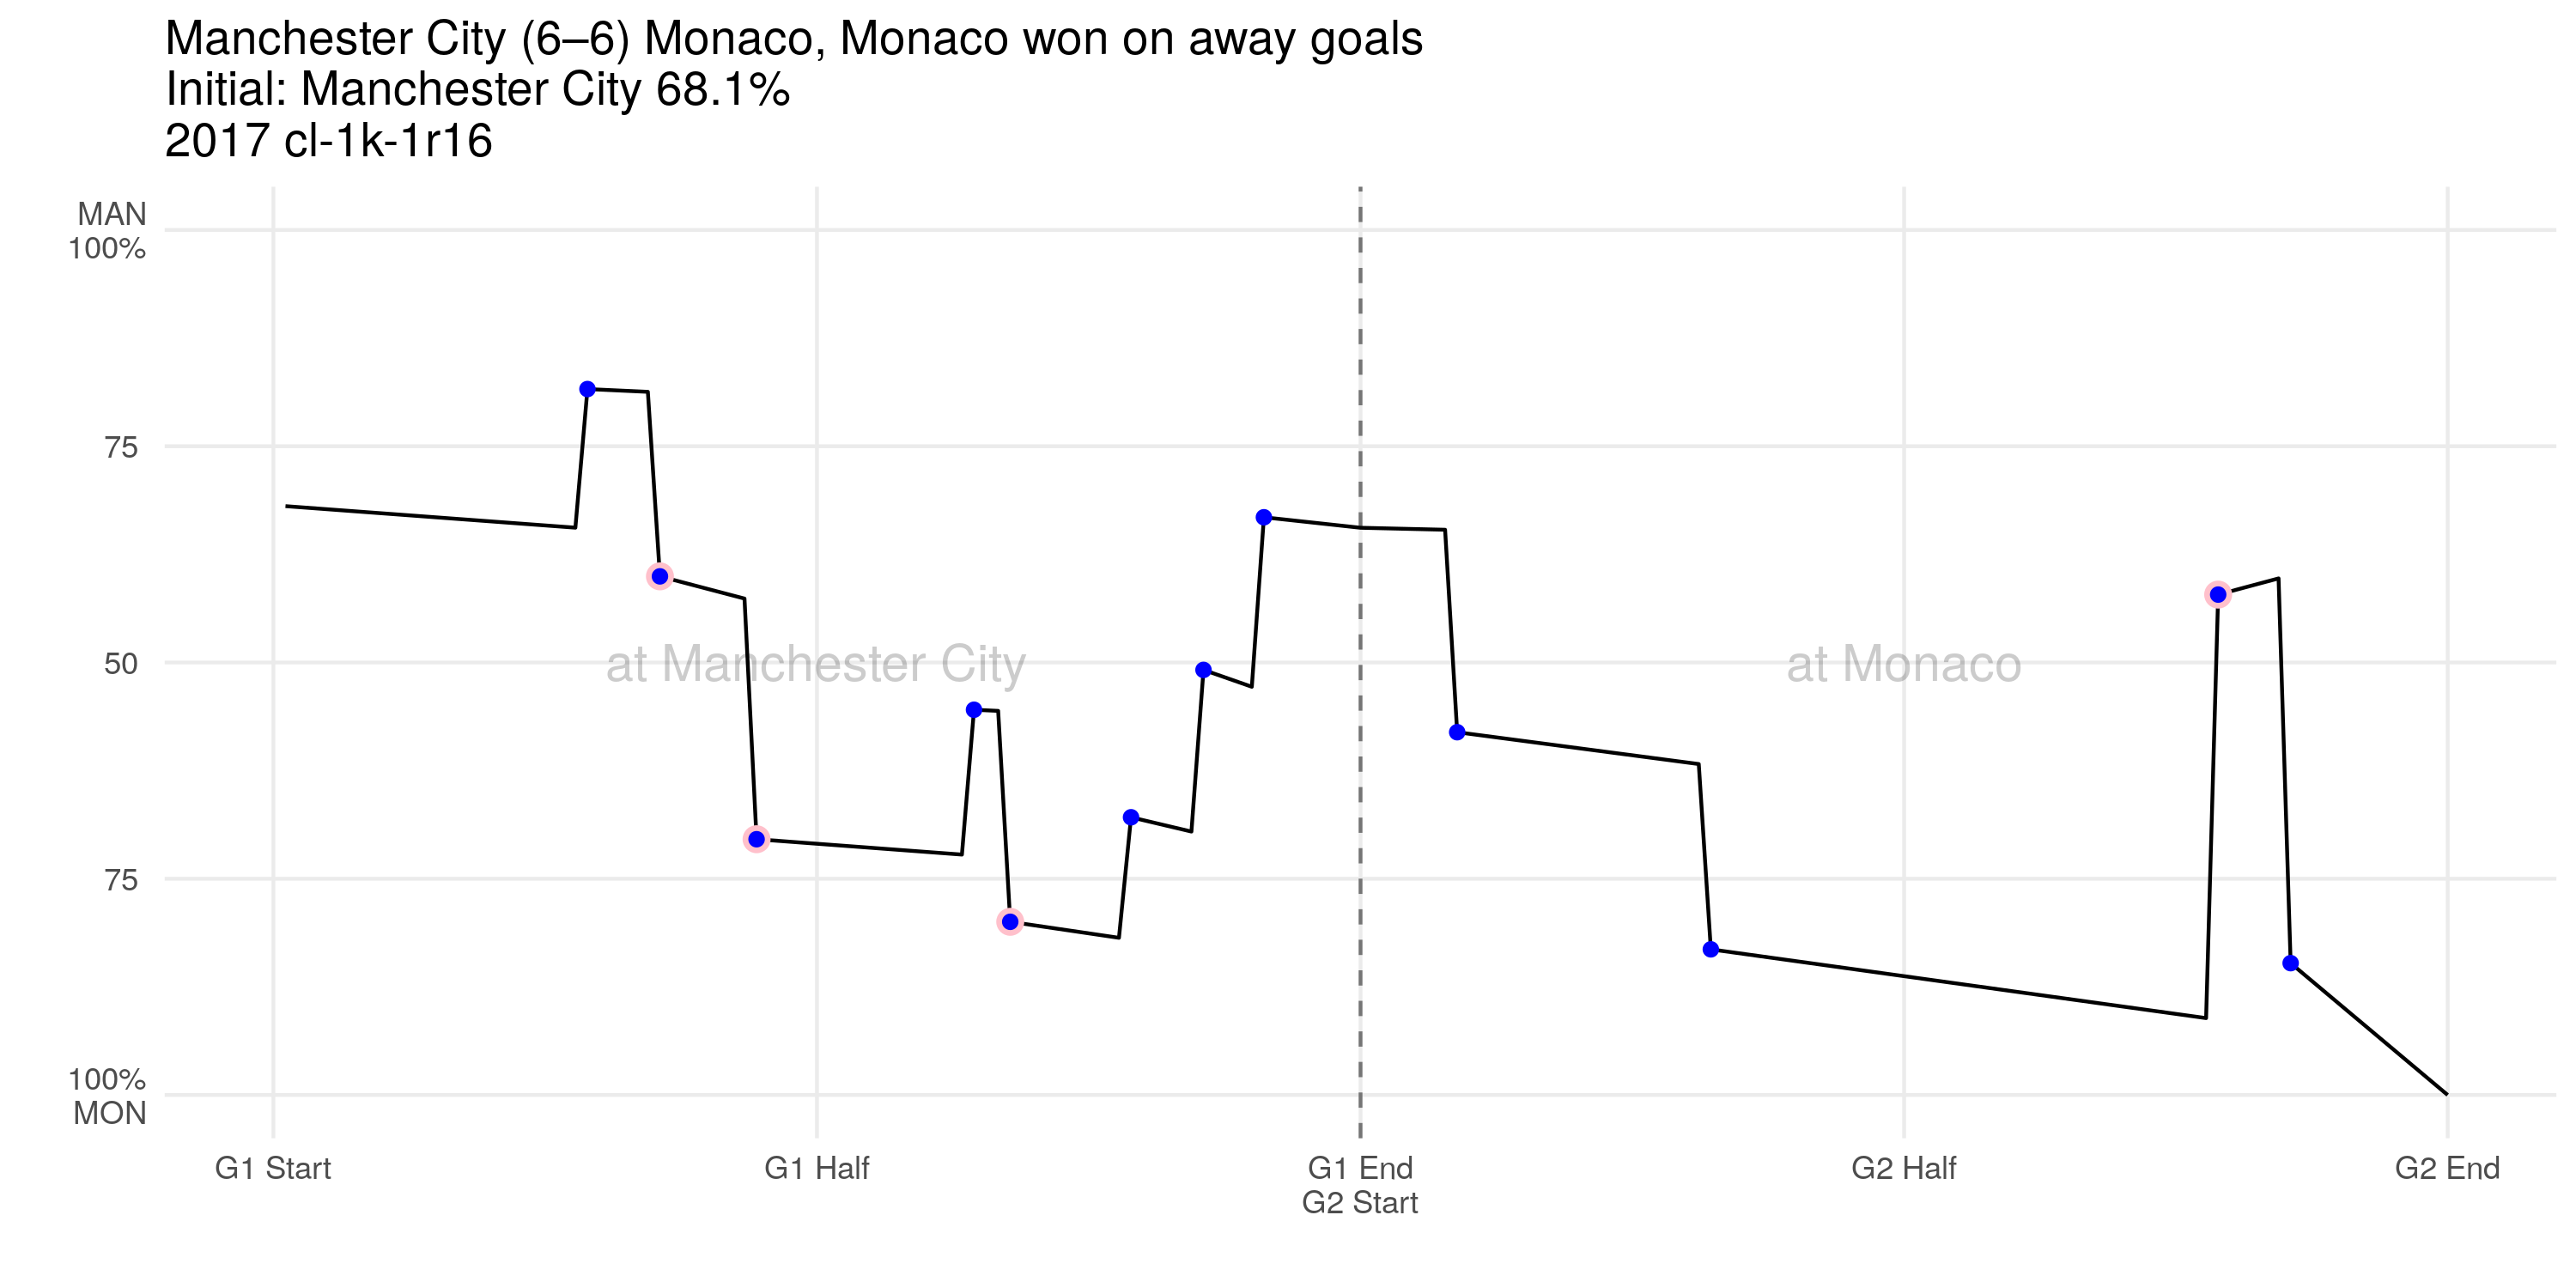 Manchester City (6–6) Monaco, Monaco won on away goals
Initial: Manchester City 68.1%
2017 cl-1k-1r16
MAN
100%
75
50
75
100%
MON
at Manchester City
at Monaco
G1 Start
G1 Half
G1 End
G2 Start
G2 Half
G2 End